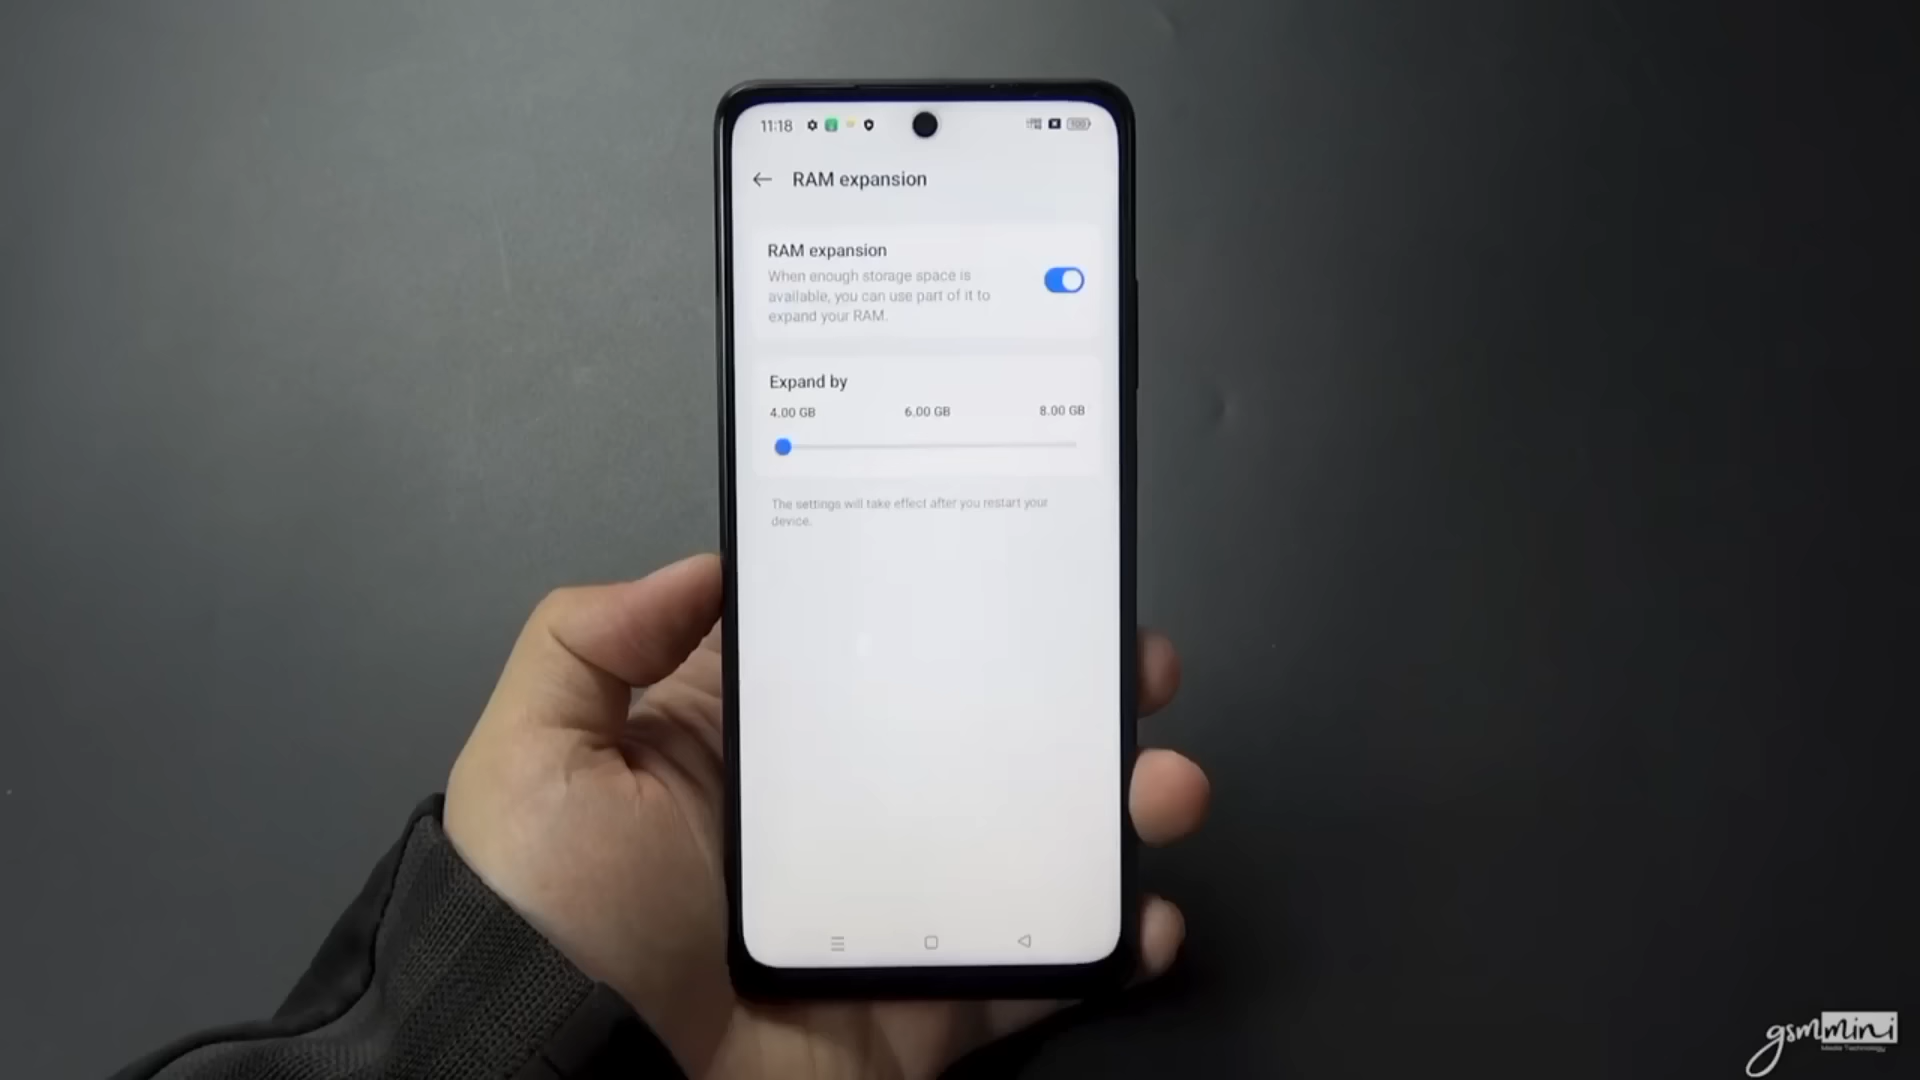 11:18
RAM expansion
RAM expansion
When enough storage space is
available, you can use part of it to
expand your RAM.
Expand by
4.00 GB 6.00 GB 8.00 GB
The settings will take effect after you restart your
device.
gsmmini
Media Technology